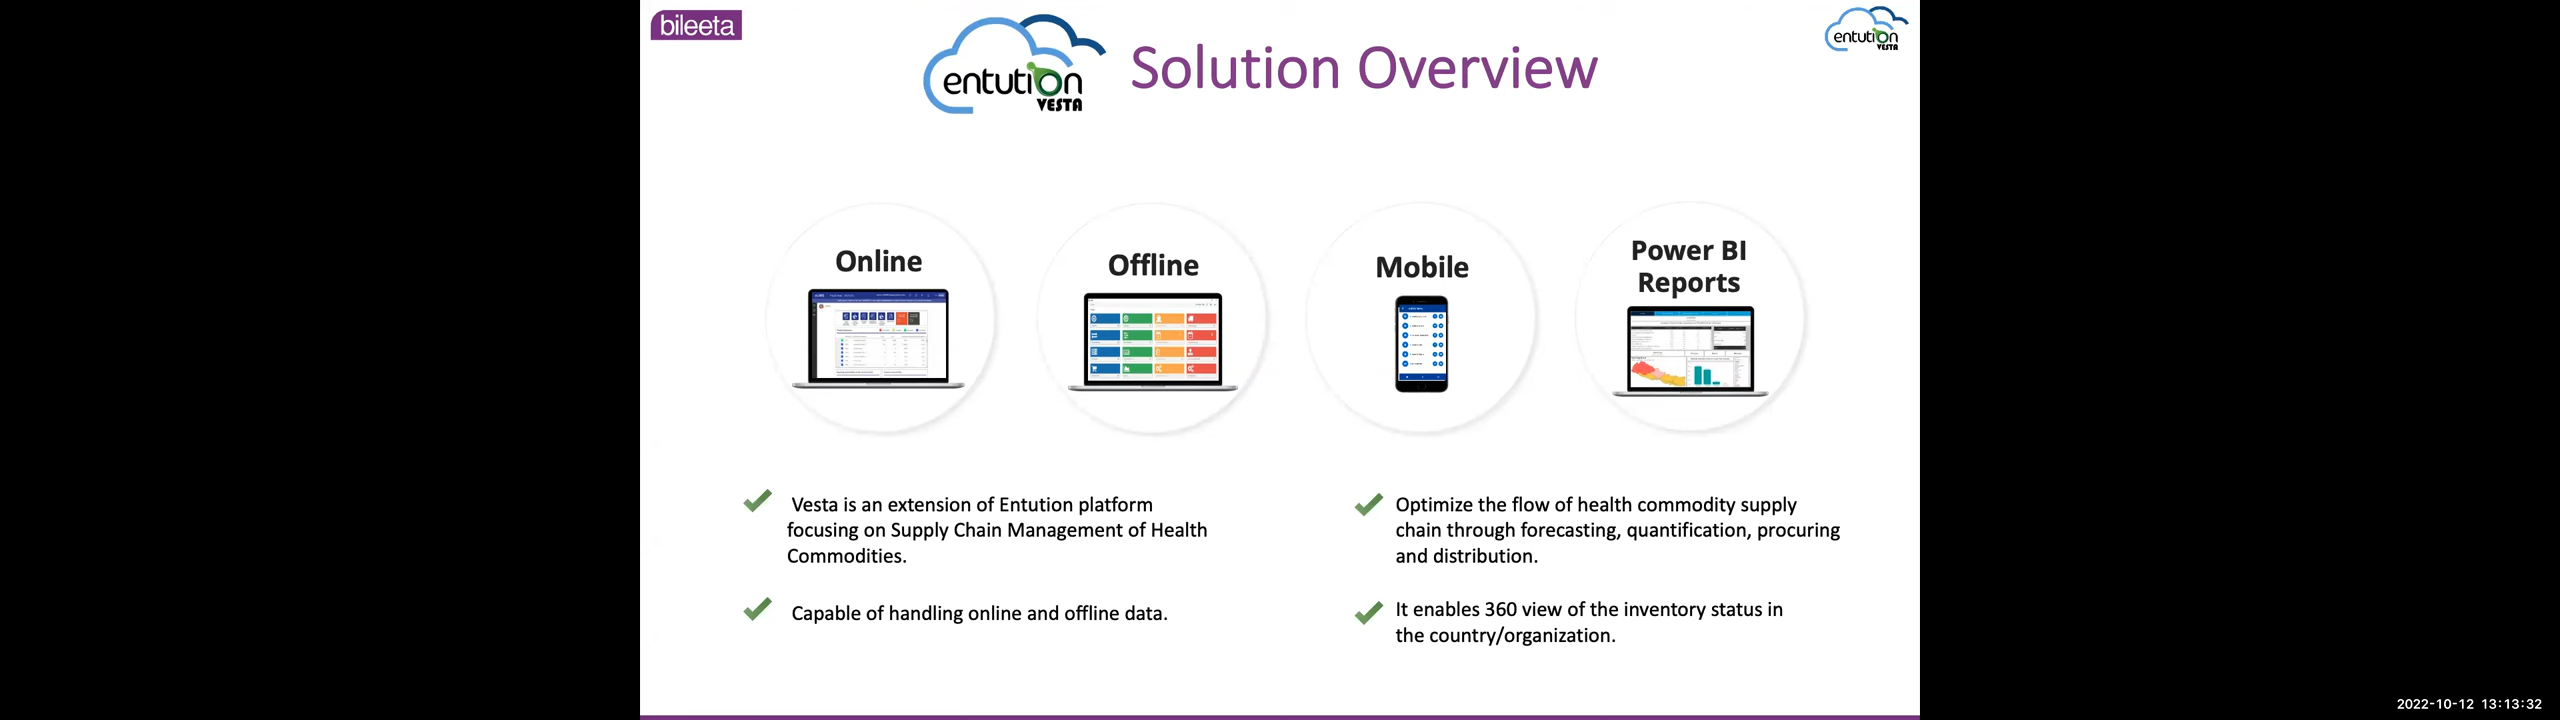 bileeta
entution
VESTA
Solution Overview
entution
VESTA
Online
Offline
Mobile
Power BI
Reports
Vesta is an extension of Entution platform
focusing on Supply Chain Management of Health
Commodities.
Capable of handling online and offline data.
Optimize the flow of health commodity supply
chain through forecasting, quantification, procuring
and distribution.
It enables 360 view of the inventory status in
the country/organization.
2022-10-12 13:13:32